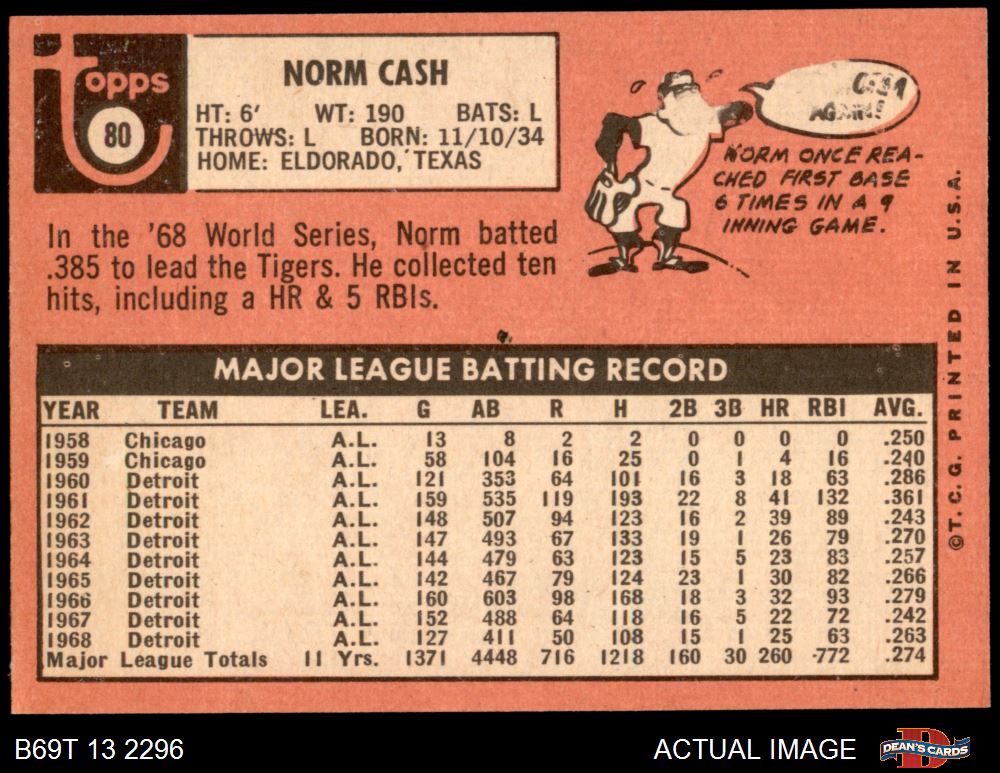 Topps
80
NORM CASH
HT: 6' WT: 190 BATS: L
THROWS: L BORN: 11/10/34
HOME: ELDORADO, TEXAS
In the '68 World Series, Norm batted
.385 to lead the Tigers. He collected ten
hits, including a HR & 5 RBIs.
AGAIN!
NORM ONCE REA-
CHED FIRST BASE
6 TIMES IN A 9
INNING GAME.
MAJOR LEAGUE BATTING RECORD
YEAR TEAM LEA. G AB R H 2B 3B HR RBI AVG.
1958 Chicago A.L. 13 8 2 2 0 0 0 0 .250
1959 Chicago A.L. 58 104 16 25 0 1 4 16 .240
1960 Detroit A.L. 121 353 64 101 16 3 18 63 .286
1961 Detroit A.L. 159 535 119 193 22 8 41 132 .361
1962 Detroit A.L. 148 507 94 123 16 2 39 89 .243
1963 Detroit A.L. 147 493 67 133 19 1 26 79 .270
1964 Detroit A.L. 144 479 63 123 15 5 23 83 .257
1965 Detroit A.L. 142 467 79 124 23 1 30 82 .266
1966 Detroit A.L. 160 603 98 168 18 3 32 93 .279
1967 Detroit A.L. 152 488 64 118 16 5 22 72 .242
1968 Detroit A.L. 127 411 50 108 15 1 25 63 .263
Major League Totals 11 Yrs. 1371 4448 716 1218 160 30 260 ·772 .274
©T.C.G. PRINTED IN U.S.A.
B69T 13 2296
ACTUAL IMAGE
DEAN'S CARDS